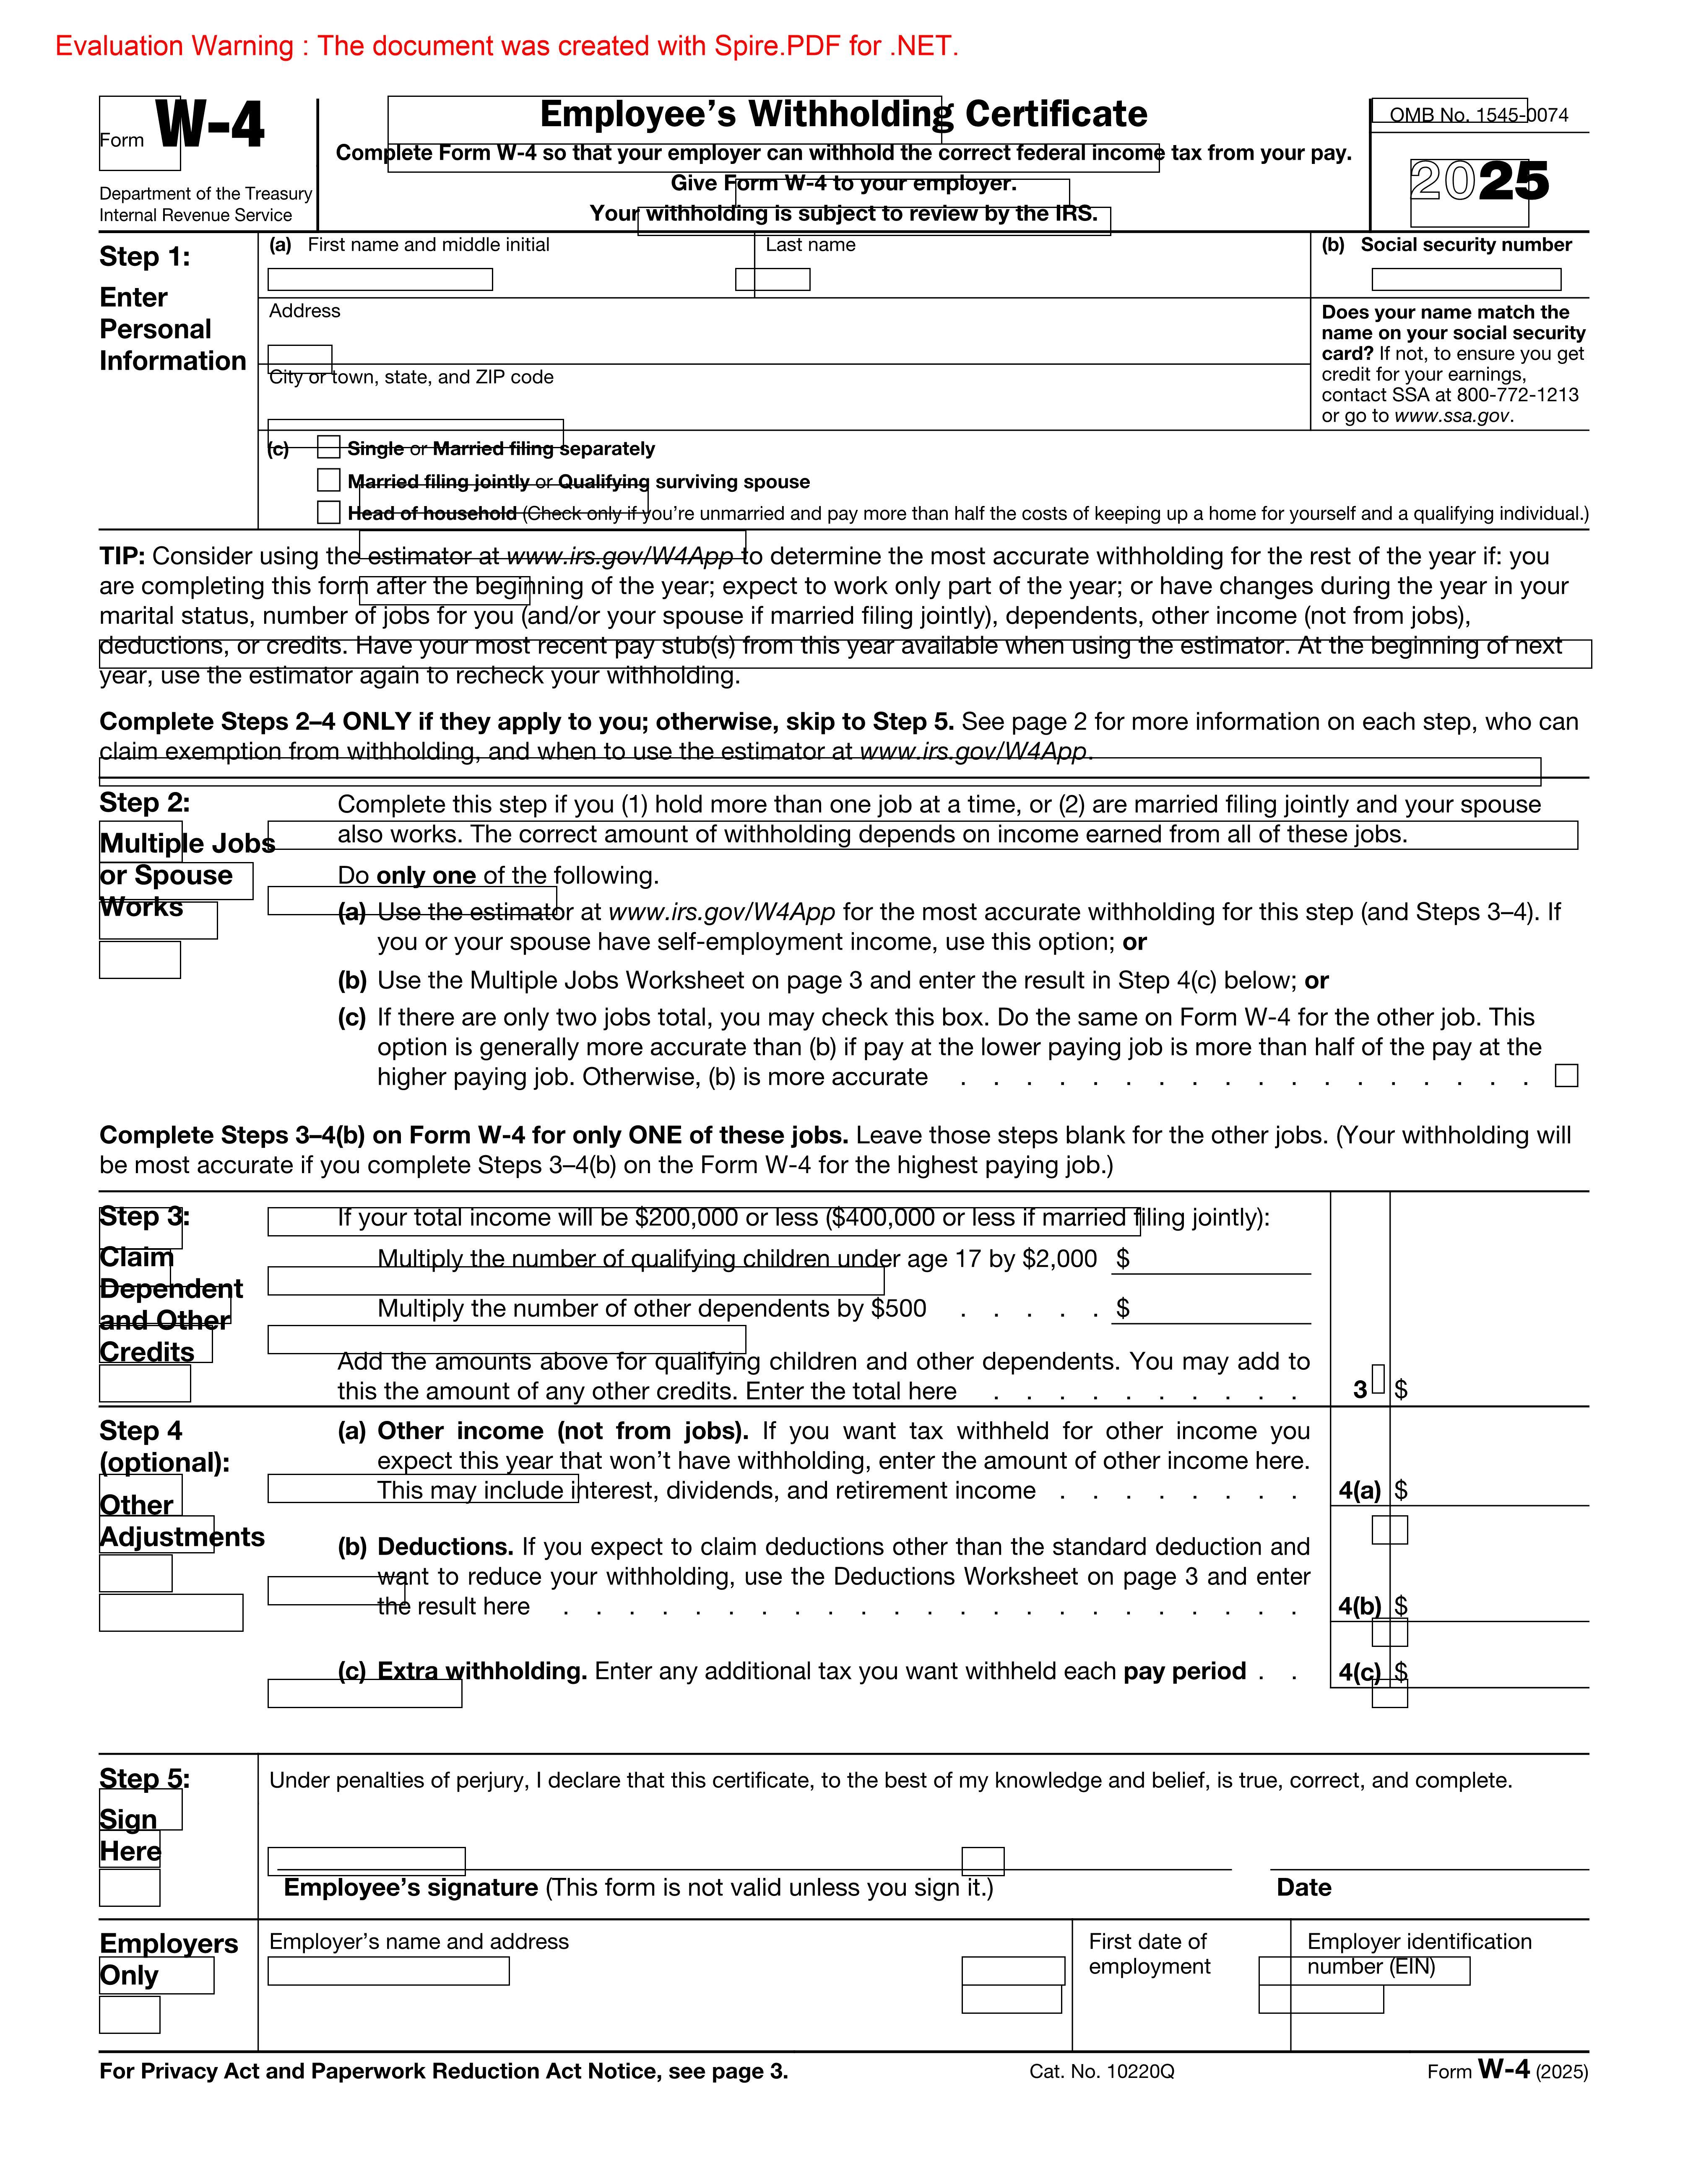 Evaluation Warning : The document was created with Spire.PDF for .NET.
Form W-4
Department of the Treasury
Internal Revenue Service
Employee's Withholding Certificate
Complete Form W-4 so that your employer can withhold the correct federal income tax from your pay.
Give Form W-4 to your employer.
Your withholding is subject to review by the IRS.
OMB No. 1545-0074
2025
Step 1:
Enter
Personal
Information
(a) First name and middle initial
Last name
(b) Social security number
Address
City or town, state, and ZIP code
Does your name match the
name on your social security
card? If not, to ensure you get
credit for your earnings,
contact SSA at 800-772-1213
or go to www.ssa.gov.
(c) Single or Married filing separately
Married filing jointly or Qualifying surviving spouse
Head of household (Check only if you're unmarried and pay more than half the costs of keeping up a home for yourself and a qualifying individual.)
TIP: Consider using the estimator at www.irs.gov/W4App to determine the most accurate withholding for the rest of the year if: you
are completing this form after the beginning of the year; expect to work only part of the year; or have changes during the year in your
marital status, number of jobs for you (and/or your spouse if married filing jointly), dependents, other income (not from jobs),
deductions, or credits. Have your most recent pay stub(s) from this year available when using the estimator. At the beginning of next
year, use the estimator again to recheck your withholding.
Complete Steps 2–4 ONLY if they apply to you; otherwise, skip to Step 5. See page 2 for more information on each step, who can
claim exemption from withholding, and when to use the estimator at www.irs.gov/W4App.
Step 2:
Multiple Jobs
or Spouse
Works
Complete this step if you (1) hold more than one job at a time, or (2) are married filing jointly and your spouse
also works. The correct amount of withholding depends on income earned from all of these jobs.
Do only one of the following.
(a) Use the estimator at www.irs.gov/W4App for the most accurate withholding for this step (and Steps 3–4). If
you or your spouse have self-employment income, use this option; or
(b) Use the Multiple Jobs Worksheet on page 3 and enter the result in Step 4(c) below; or
(c) If there are only two jobs total, you may check this box. Do the same on Form W-4 for the other job. This
option is generally more accurate than (b) if pay at the lower paying job is more than half of the pay at the
higher paying job. Otherwise, (b) is more accurate . . . . . . . . . . . . . . . . . .
Complete Steps 3–4(b) on Form W-4 for only ONE of these jobs. Leave those steps blank for the other jobs. (Your withholding will
be most accurate if you complete Steps 3–4(b) on the Form W-4 for the highest paying job.)
Step 3:
Claim
Dependent
and Other
Credits
If your total income will be $200,000 or less ($400,000 or less if married filing jointly):
Multiply the number of qualifying children under age 17 by $2,000 $
Multiply the number of other dependents by $500 . . . . . $
Add the amounts above for qualifying children and other dependents. You may add to
this the amount of any other credits. Enter the total here . . . . . . . . . . 3 $
Step 4
(optional):
Other
Adjustments
(a) Other income (not from jobs). If you want tax withheld for other income you
expect this year that won't have withholding, enter the amount of other income here.
This may include interest, dividends, and retirement income . . . . . . . . 4(a) $
(b) Deductions. If you expect to claim deductions other than the standard deduction and
want to reduce your withholding, use the Deductions Worksheet on page 3 and enter
the result here . . . . . . . . . . . . . . . . . . . . . . . 4(b) $
(c) Extra withholding. Enter any additional tax you want withheld each pay period . . 4(c) $
Step 5:
Sign
Here
Under penalties of perjury, I declare that this certificate, to the best of my knowledge and belief, is true, correct, and complete.
Employee's signature (This form is not valid unless you sign it.)
Date
Employers
Only
Employer's name and address
First date of
employment
Employer identification
number (EIN)
For Privacy Act and Paperwork Reduction Act Notice, see page 3.
Cat. No. 10220Q
Form W-4 (2025)